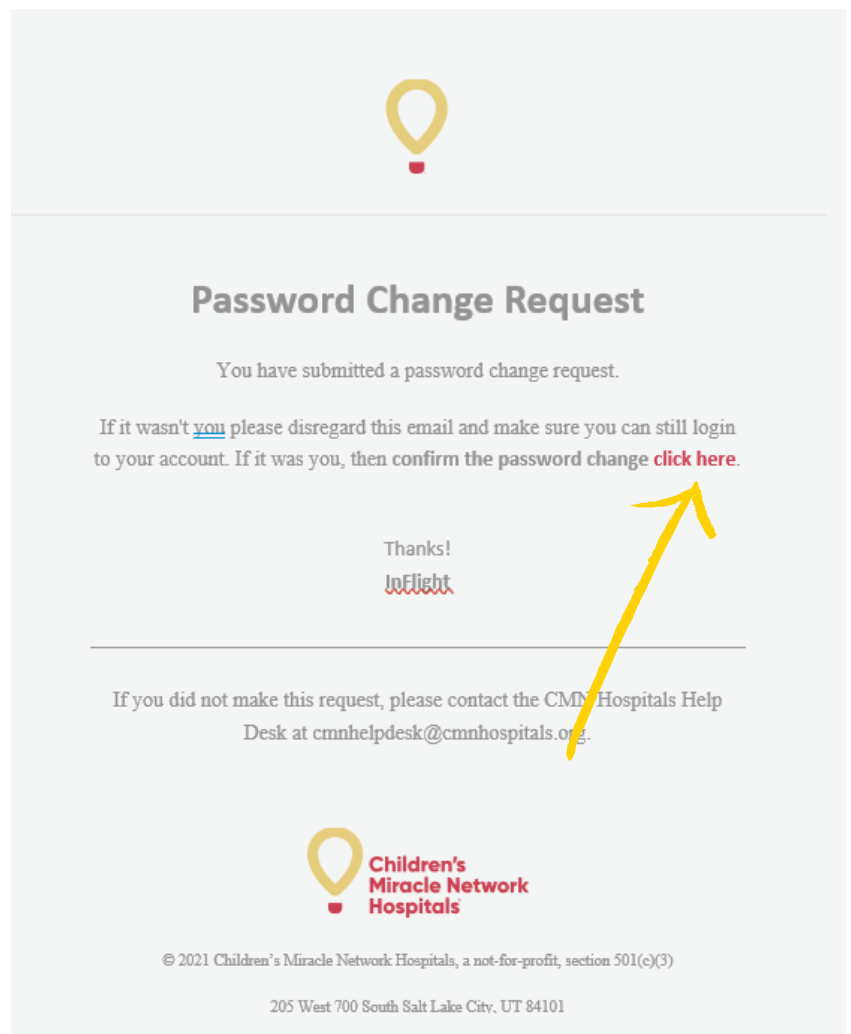 Password Change Request
You have submitted a password change request.
If it wasn't you please disregard this email and make sure you can still login
to your account. If it was you, then confirm the password change click here.
Thanks!
InFlight
If you did not make this request, please contact the CMN Hospitals Help
Desk at cmnhelpdesk@cmnhospitals.org.
Children's
Miracle Network
Hospitals
© 2021 Children’s Miracle Network Hospitals, a not-for-profit, section 501(c)(3)
205 West 700 South Salt Lake City, UT 84101